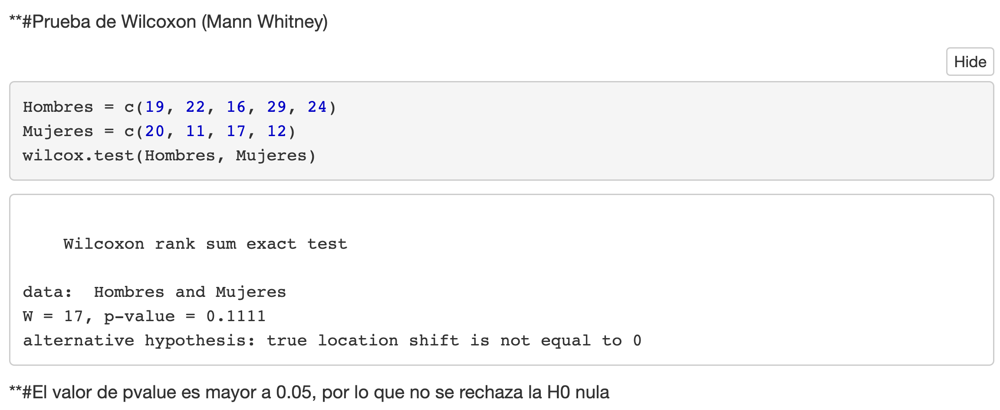 **#Prueba de Wilcoxon (Mann Whitney)
Hide
Hombres = c(19, 22, 16, 29, 24)
Mujeres = c(20, 11, 17, 12)
wilcox.test(Hombres, Mujeres)
Wilcoxon rank sum exact test
data:  Hombres and Mujeres
W = 17, p-value = 0.1111
alternative hypothesis: true location shift is not equal to 0
**#El valor de pvalue es mayor a 0.05, por lo que no se rechaza la H0 nula